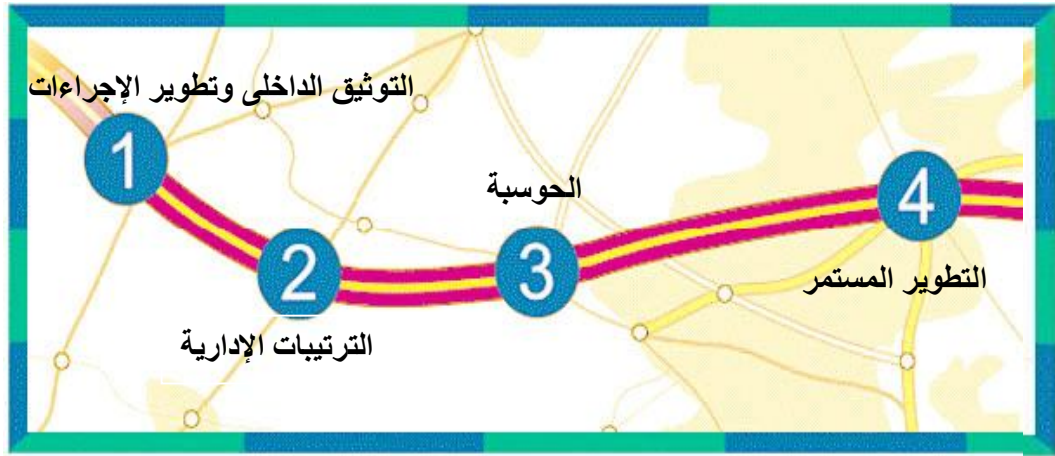 التوثيق الداخلى وتطوير الإجراءات
1
الحوسبة
4
2
3
التطوير المستمر
الترتيبات الإدارية